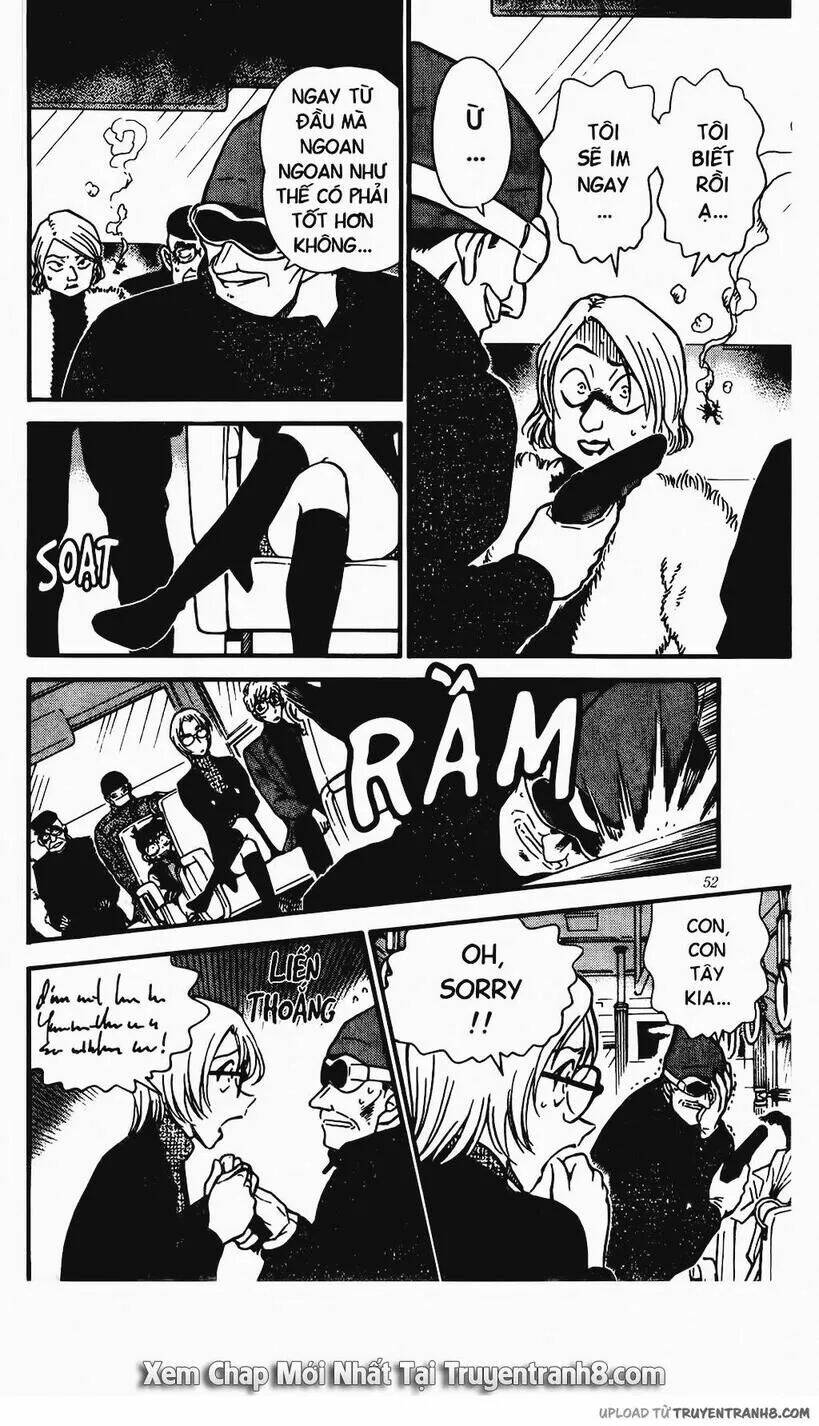 TÔI
BIẾT
RỒI
Ạ...
TÔI
SẼ IM
NGAY
...
Ừ
...
NGAY TỪ
ĐẦU MÀ
NGOAN
NGOAN NHƯ
THẾ CÓ PHẢI
TỐT HƠN
KHÔNG...
SOẠT
RẦM
52
CON,
CON
TÂY
KIA...
OH,
SORRY
!!
LIẾN
THOẮNG
Xem Chap Mới Nhất Tại Truyentranh8.com
UPLOAD TỪ TRUYENTRANH8.COM